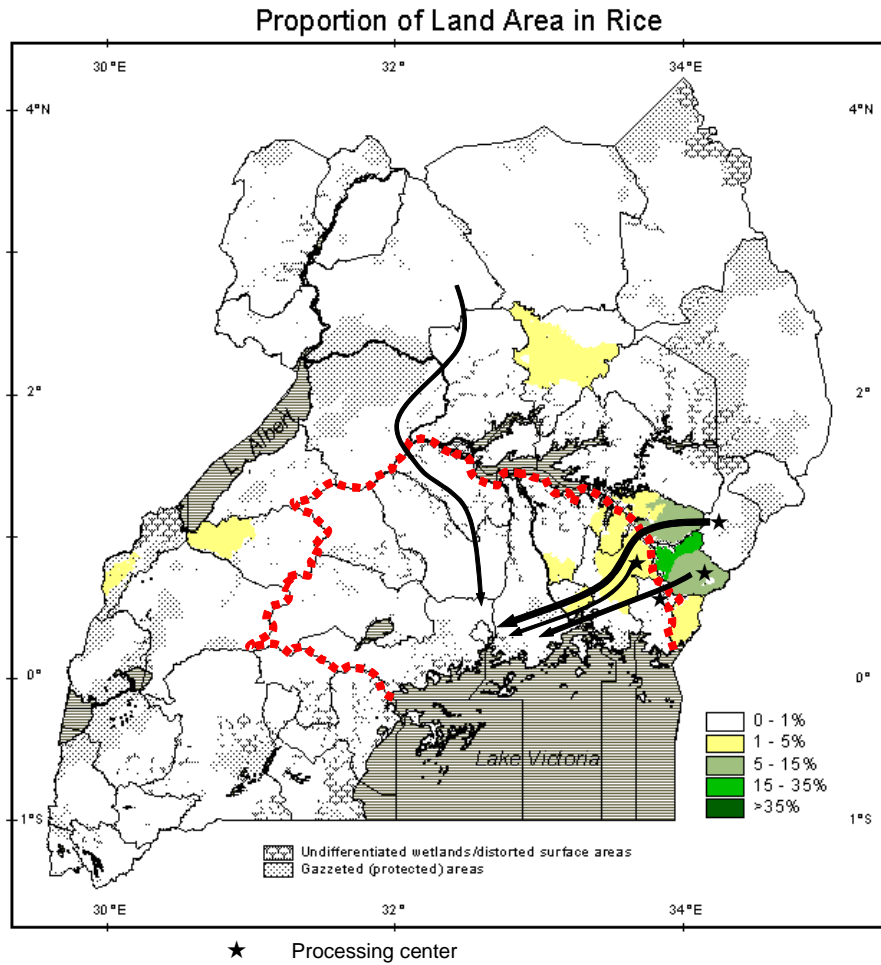 Proportion of Land Area in Rice
30°E 32° 34°E
4°N 4°N
2° 2°
L. Albert
0° 0°
0 - 1%
1 - 5%
5 - 15%
15 - 35%
>35%
Lake Victoria
1°S 1°S
Undifferentiated wetlands/distorted surface areas
Gazzeted (protected) areas
30°E 32° 34°E
★ Processing center